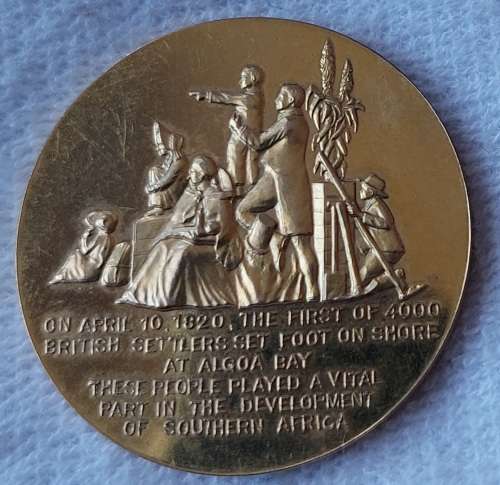 ON APRIL 10, 1820, THE FIRST OF 4000
BRITISH SETTLERS SET FOOT ON SHORE
AT ALGOA BAY
THESE PEOPLE PLAYED A VITAL
PART IN THE DEVELOPMENT
OF SOUTHERN AFRICA